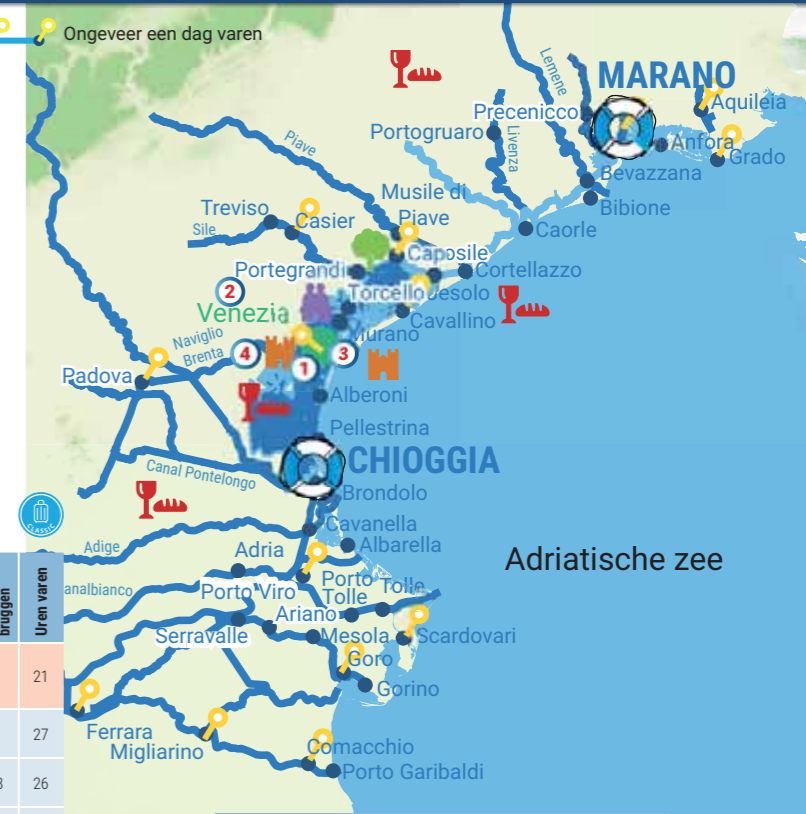 Ongeveer een dag varen
MARANO
Lemene
Aquileia
Precenicco
Portogruaro
Livenza
Anfora
Grado
Piave
Bevazzana
Musile di
Piave
Bibione
Treviso
Casier
Sile
Caorle
Caposile
Portegrandi
Cortellazzo
2
Torcello
Jesolo
Venezia
Cavallino
Murano
Naviglio
Brenta
4
1
3
Padova
Alberoni
Pellestrina
CHIOGGIA
Canal Pontelongo
Brondolo
CLASSIC
Cavanella
Adige
Adria
Albarella
Adriatische zee
analbianco
Porto Viro
Porto Tolle
Tolle
Ariano
Serravalle
Mesola
Scardovari
Goro
Gorino
Ferrara
Migliarino
Comacchio
Porto Garibaldi
bruggen
Uren varen
21
27
3
26